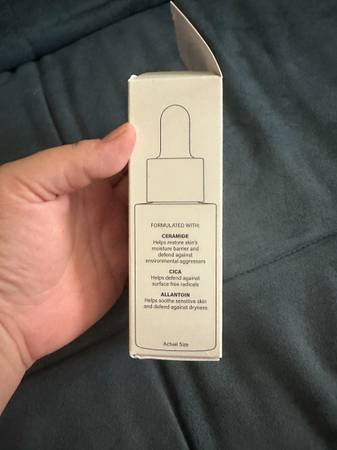 FORMULATED WITH:
CERAMIDE
Helps restore skin's
moisture barrier and
defend against
environmental aggressors
CICA
Helps defend against
surface free radicals
ALLANTOIN
Helps soothe sensitive skin
and defend against dryness
Actual Size